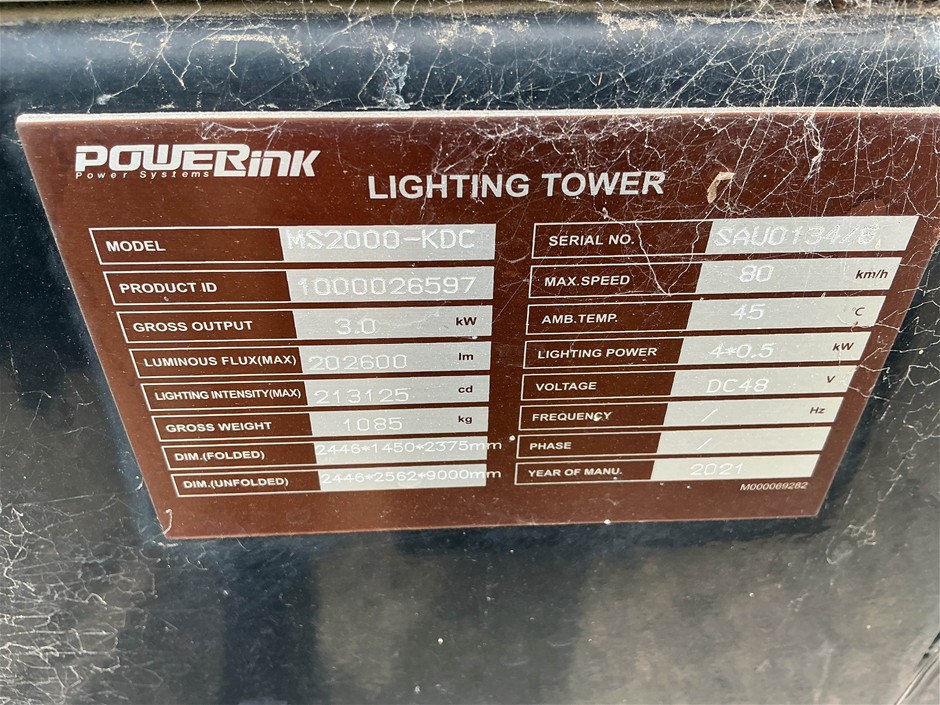 POWERink
Power Systems
LIGHTING TOWER
MODEL MS2000-KDC
PRODUCT ID 1000026597
GROSS OUTPUT 3.0 kW
LUMINOUS FLUX(MAX) 202600 lm
LIGHTING INTENSITY(MAX) 213125 cd
GROSS WEIGHT 1085 kg
DIM.(FOLDED) 2446*1450*2375mm
DIM.(UNFOLDED) 2446*2562*9000mm
SERIAL NO.
MAX.SPEED 80 km/h
AMB.TEMP. 45 C
LIGHTING POWER 4*0.5 kW
VOLTAGE DC48 V
FREQUENCY / Hz
PHASE /
YEAR OF MANU. 2021
M000069282